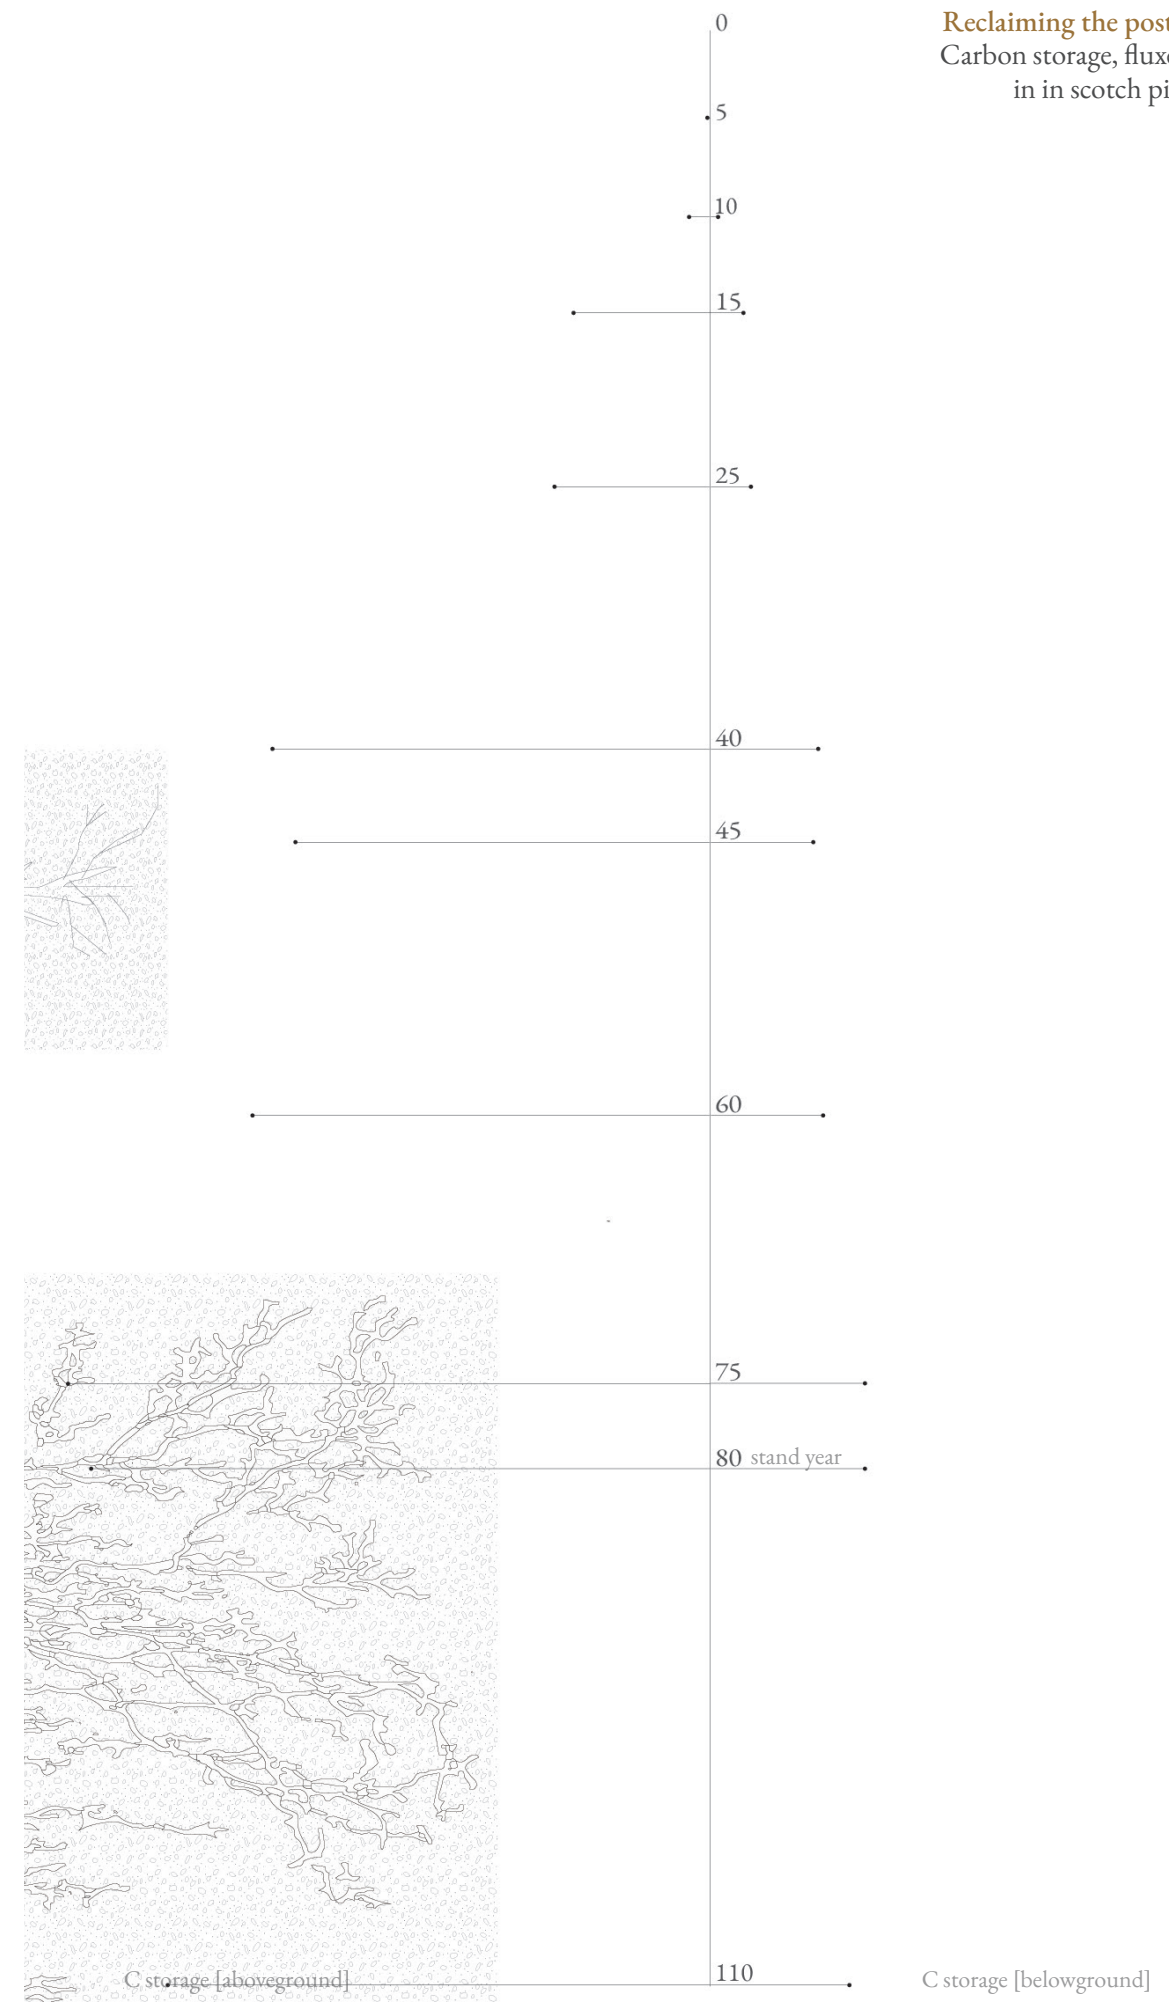 0
Reclaiming the post
Carbon storage, fluxe
in in scotch pi
5
10
15
25
40
45
60
75
80 stand year
110
C storage [aboveground]
C storage [belowground]